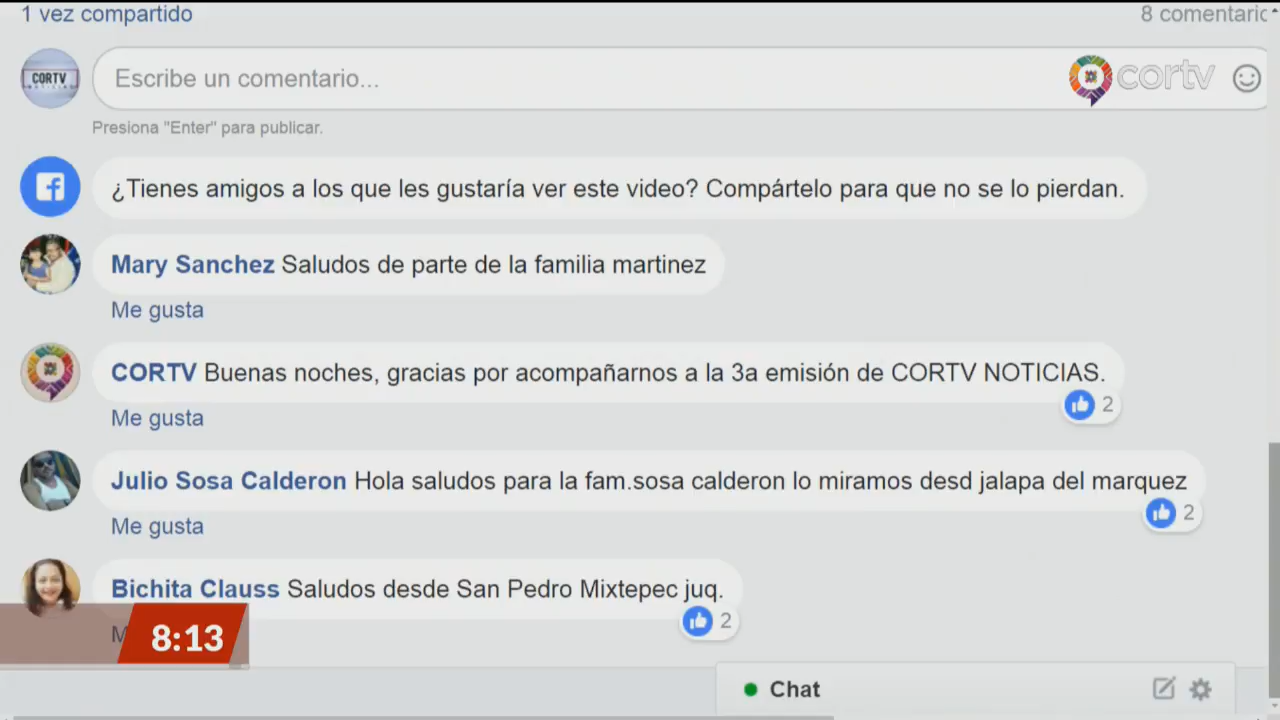 1 vez compartido
8 comentario
CORTV
NOTICIAS
Escribe un comentario...
cortv
Presiona "Enter" para publicar.
¿Tienes amigos a los que les gustaría ver este video? Compártelo para que no se lo pierdan.
Mary Sanchez Saludos de parte de la familia martinez
Me gusta
CORTV Buenas noches, gracias por acompañarnos a la 3a emisión de CORTV NOTICIAS.
2
Me gusta
Julio Sosa Calderon Hola saludos para la fam.sosa calderon lo miramos desd jalapa del marquez
2
Me gusta
Bichita Clauss Saludos desde San Pedro Mixtepec juq.
2
8:13
Chat